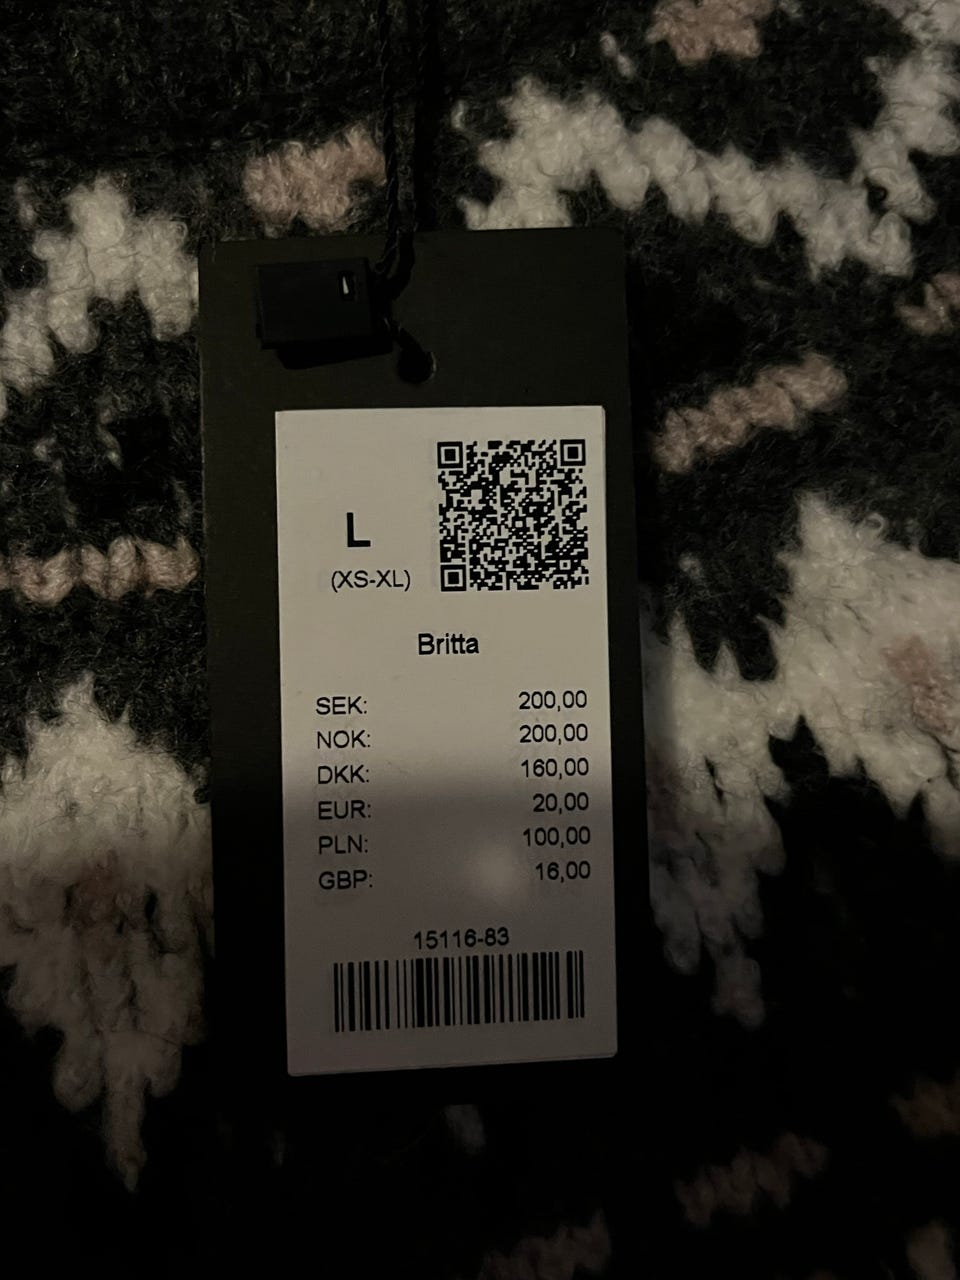 L
(XS-XL)
Britta
SEK: 200,00
NOK: 200,00
DKK: 160,00
EUR: 20,00
PLN: 100,00
GBP: 16,00
15116-83